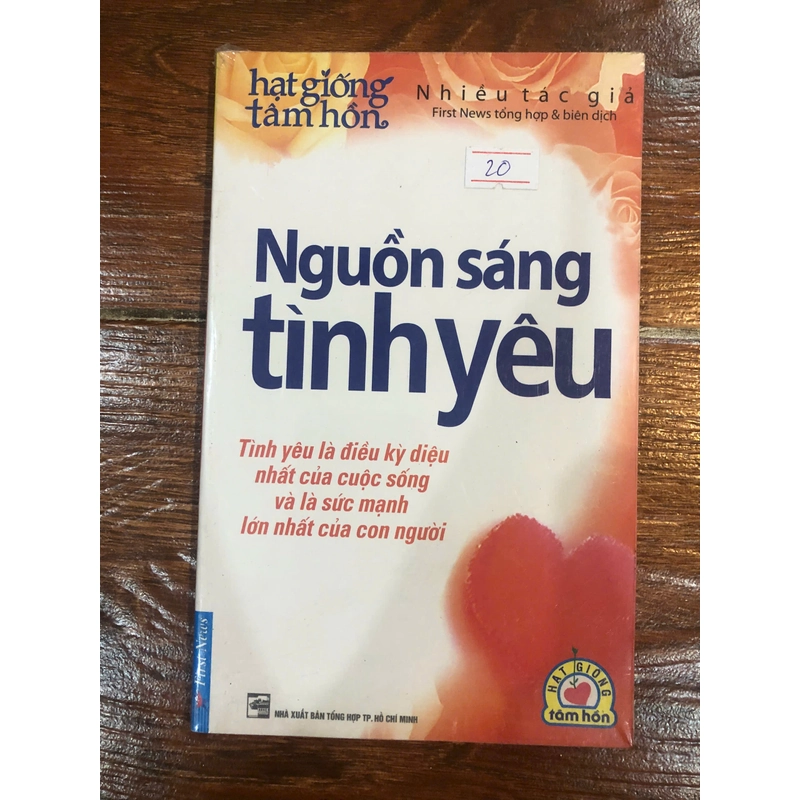 hạt giống
tâm hồn
Nhiều tác giả
First News tổng hợp & biên dịch
20
Nguồn sáng
tình yêu
Tình yêu là điều kỳ diệu
nhất của cuộc sống
và là sức mạnh
lớn nhất của con người
First News
NHÀ XUẤT BẢN TỔNG HỢP TP. HỒ CHÍ MINH
HẠT GIỐNG
tâm hồn